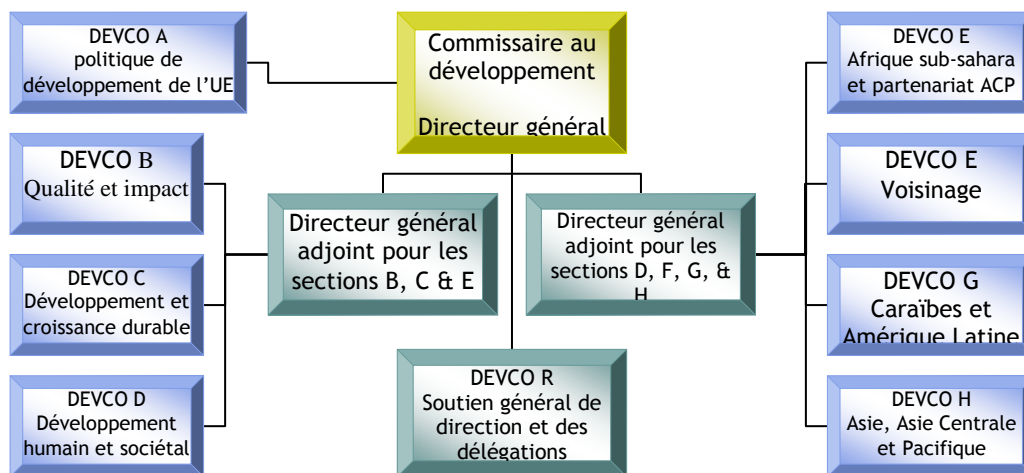 DEVCO A
politique de
développement de l’UE
Commissaire au
développement
Directeur général
DEVCO E
Afrique sub-sahara
et partenariat ACP
DEVCO B
Qualité et impact
DEVCO E
Voisinage
Directeur général
adjoint pour les
sections B, C & E
Directeur général
adjoint pour les
sections D, F, G, &
H
DEVCO C
Développement et
croissance durable
DEVCO G
Caraïbes et
Amérique Latine
DEVCO R
Soutien général de
direction et des
délégations
DEVCO D
Développement
humain et sociétal
DEVCO H
Asie, Asie Centrale
et Pacifique